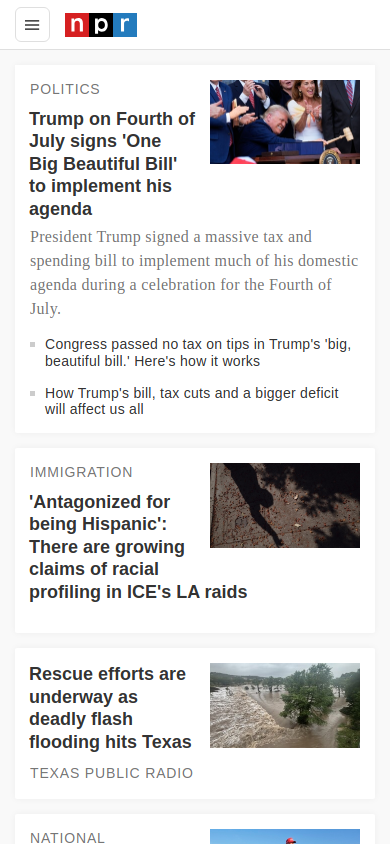 npr
POLITICS
Trump on Fourth of
July signs 'One
Big Beautiful Bill'
to implement his
agenda
President Trump signed a massive tax and
spending bill to implement much of his domestic
agenda during a celebration for the Fourth of
July.
Congress passed no tax on tips in Trump's 'big,
beautiful bill.' Here's how it works
How Trump's bill, tax cuts and a bigger deficit
will affect us all
IMMIGRATION
'Antagonized for
being Hispanic':
There are growing
claims of racial
profiling in ICE's LA raids
Rescue efforts are
underway as
deadly flash
flooding hits Texas
TEXAS PUBLIC RADIO
NATIONAL